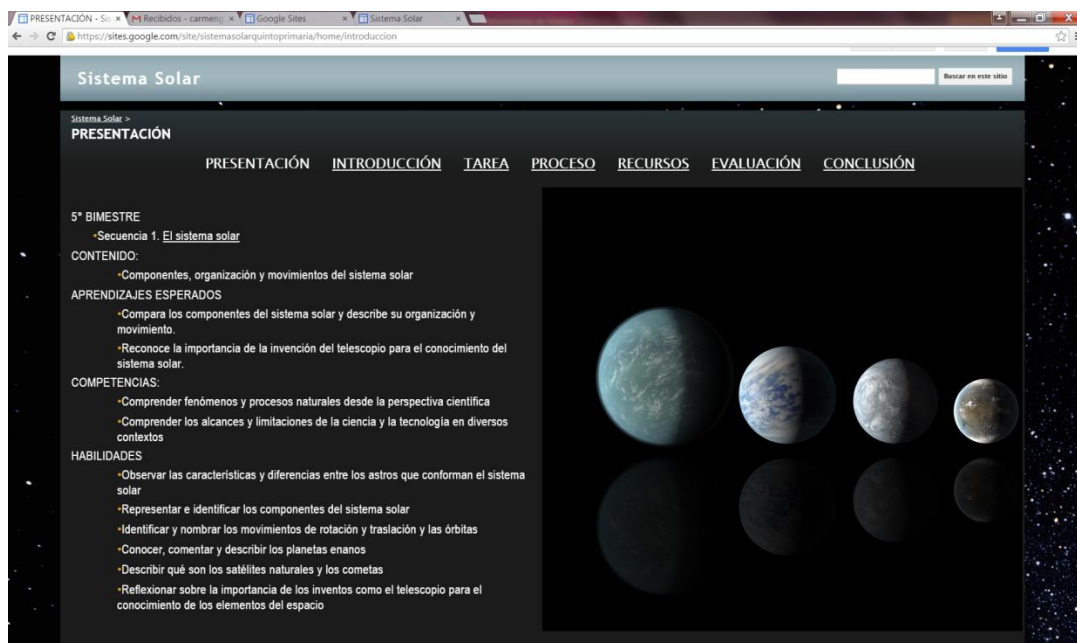 PRESENTACIÓN - Sis
Recibidos - carmeng
Google Sites
Sistema Solar
https://sites.google.com/site/sistemasolarquintoprimaria/home/introduccion
Sistema Solar
Buscar en este sitio
Sistema Solar >
PRESENTACIÓN
PRESENTACIÓN INTRODUCCIÓN TAREA PROCESO RECURSOS EVALUACIÓN CONCLUSIÓN
5° BIMESTRE
•Secuencia 1. El sistema solar
CONTENIDO:
•Componentes, organización y movimientos del sistema solar
APRENDIZAJES ESPERADOS
•Compara los componentes del sistema solar y describe su organización y
movimiento.
•Reconoce la importancia de la invención del telescopio para el conocimiento del
sistema solar.
COMPETENCIAS:
•Comprender fenómenos y procesos naturales desde la perspectiva científica
•Comprender los alcances y limitaciones de la ciencia y la tecnología en diversos
contextos
HABILIDADES
•Observar las características y diferencias entre los astros que conforman el sistema
solar
•Representar e identificar los componentes del sistema solar
•Identificar y nombrar los movimientos de rotación y traslación y las órbitas
•Conocer, comentar y describir los planetas enanos
•Describir qué son los satélites naturales y los cometas
•Reflexionar sobre la importancia de los inventos como el telescopio para el
conocimiento de los elementos del espacio